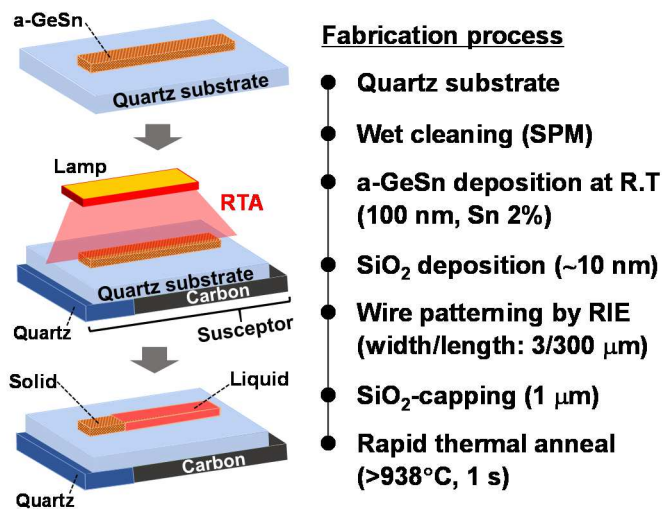 a-GeSn
Quartz substrate
Lamp
RTA
Quartz substrate
Carbon
Quartz
Susceptor
Solid
Liquid
Carbon
Quartz
Fabrication process
Quartz substrate
Wet cleaning (SPM)
a-GeSn deposition at R.T
(100 nm, Sn 2%)
SiO₂ deposition (~10 nm)
Wire patterning by RIE
(width/length: 3/300 μm)
SiO₂-capping (1 μm)
Rapid thermal anneal
(>938°C, 1 s)